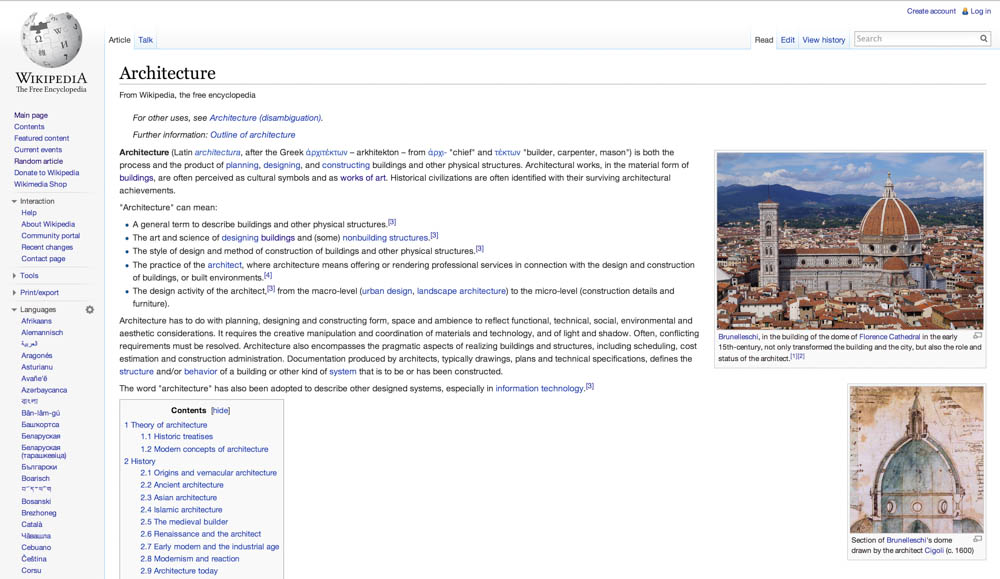 Create account Log in
Article Talk Read Edit View history Search
WIKIPEDIA
The Free Encyclopedia
Main page
Contents
Featured content
Current events
Random article
Donate to Wikipedia
Wikimedia Shop
Interaction
Help
About Wikipedia
Community portal
Recent changes
Contact page
Tools
Print/export
Languages
Afrikaans
Alemannisch
العربية
Aragonés
Asturianu
Авар
Azərbaycanca
বাংলা
Bân-lâm-gú
Башҡортса
Беларуская
Беларуская
(тарашкевіца)
Български
Boarisch
Bosanski
Brezhoneg
Català
Чӑвашла
Cebuano
Čeština
Corsu
Architecture
From Wikipedia, the free encyclopedia
For other uses, see Architecture (disambiguation).
Further information: Outline of architecture
Architecture (Latin architectura, after the Greek ἀρχιτέκτων – arkhitekton – from ἀρχι- "chief" and τέκτων "builder, carpenter, mason") is both the
process and the product of planning, designing, and constructing buildings and other physical structures. Architectural works, in the material form of
buildings, are often perceived as cultural symbols and as works of art. Historical civilizations are often identified with their surviving architectural
achievements.
"Architecture" can mean:
A general term to describe buildings and other physical structures.[3]
The art and science of designing buildings and (some) nonbuilding structures.[3]
The style of design and method of construction of buildings and other physical structures.[3]
The practice of the architect, where architecture means offering or rendering professional services in connection with the design and construction
of buildings, or built environments.[4]
The design activity of the architect,[3] from the macro-level (urban design, landscape architecture) to the micro-level (construction details and
furniture).
Architecture has to do with planning, designing and constructing form, space and ambience to reflect functional, technical, social, environmental and
aesthetic considerations. It requires the creative manipulation and coordination of materials and technology, and of light and shadow. Often, conflicting
requirements must be resolved. Architecture also encompasses the pragmatic aspects of realizing buildings and structures, including scheduling, cost
estimation and construction administration. Documentation produced by architects, typically drawings, plans and technical specifications, defines the
structure and/or behavior of a building or other kind of system that is to be or has been constructed.
The word "architecture" has also been adopted to describe other designed systems, especially in information technology.[3]
Contents [hide]
1 Theory of architecture
1.1 Historic treatises
1.2 Modern concepts of architecture
2 History
2.1 Origins and vernacular architecture
2.2 Ancient architecture
2.3 Asian architecture
2.4 Islamic architecture
2.5 The medieval builder
2.6 Renaissance and the architect
2.7 Early modern and the industrial age
2.8 Modernism and reaction
2.9 Architecture today
Brunelleschi, in the building of the dome of Florence Cathedral in the early
15th-century, not only transformed the building and the city, but also the role and
status of the architect.[1][2]
Section of Brunelleschi's dome
drawn by the architect Cigoli (c. 1600)